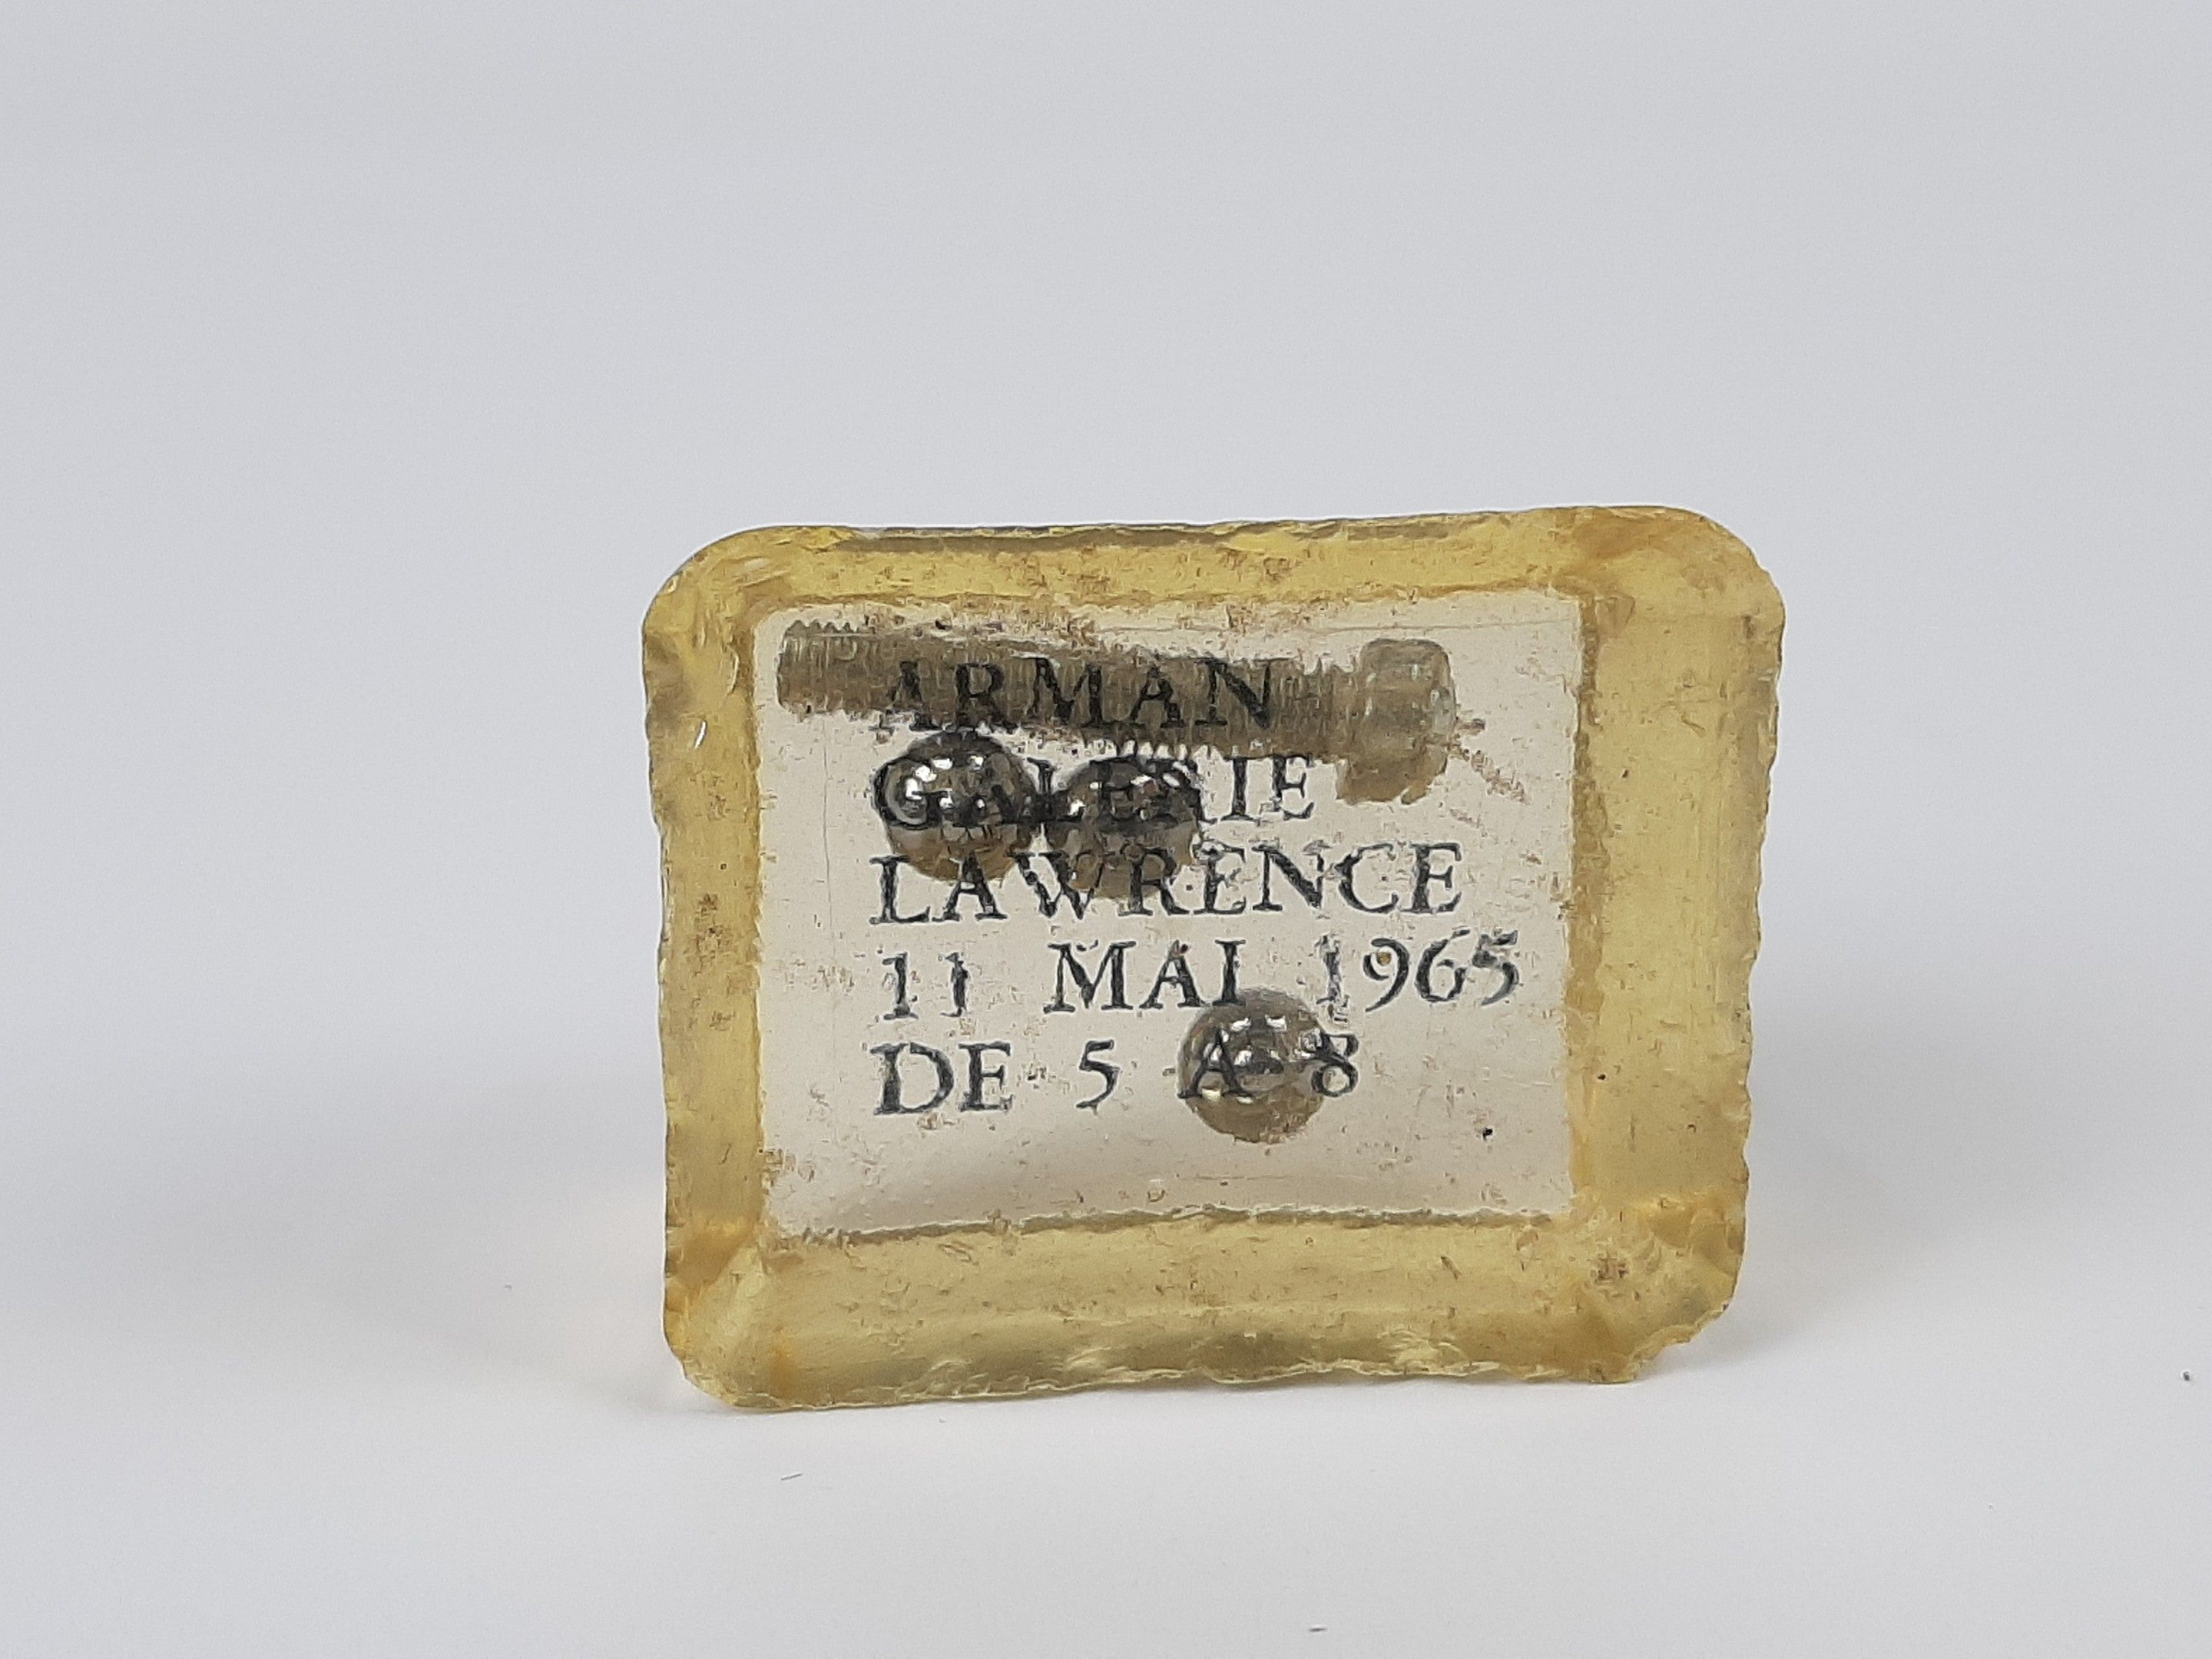 ARMAN
GALERIE
LAWRENCE
11 MAI 1965
DE 5 A 8